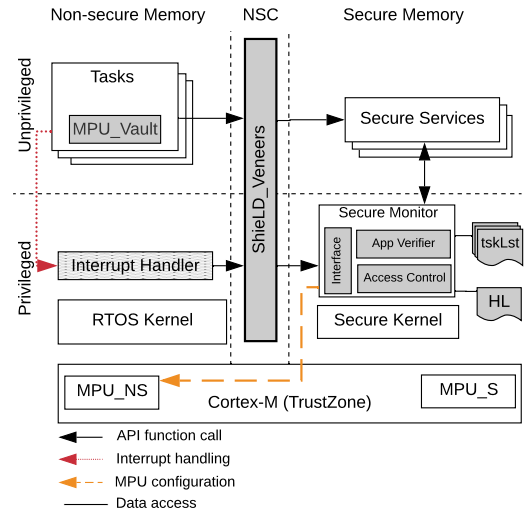 Non-secure Memory
NSC
Secure Memory
Unprivileged
Tasks
MPU_Vault
Secure Services
ShieLD_Veneers
Privileged
Secure Monitor
Interface
App Verifier
Access Control
tskLst
HL
Interrupt Handler
RTOS Kernel
Secure Kernel
MPU_NS
MPU_S
Cortex-M (TrustZone)
API function call
Interrupt handling
MPU configuration
Data access